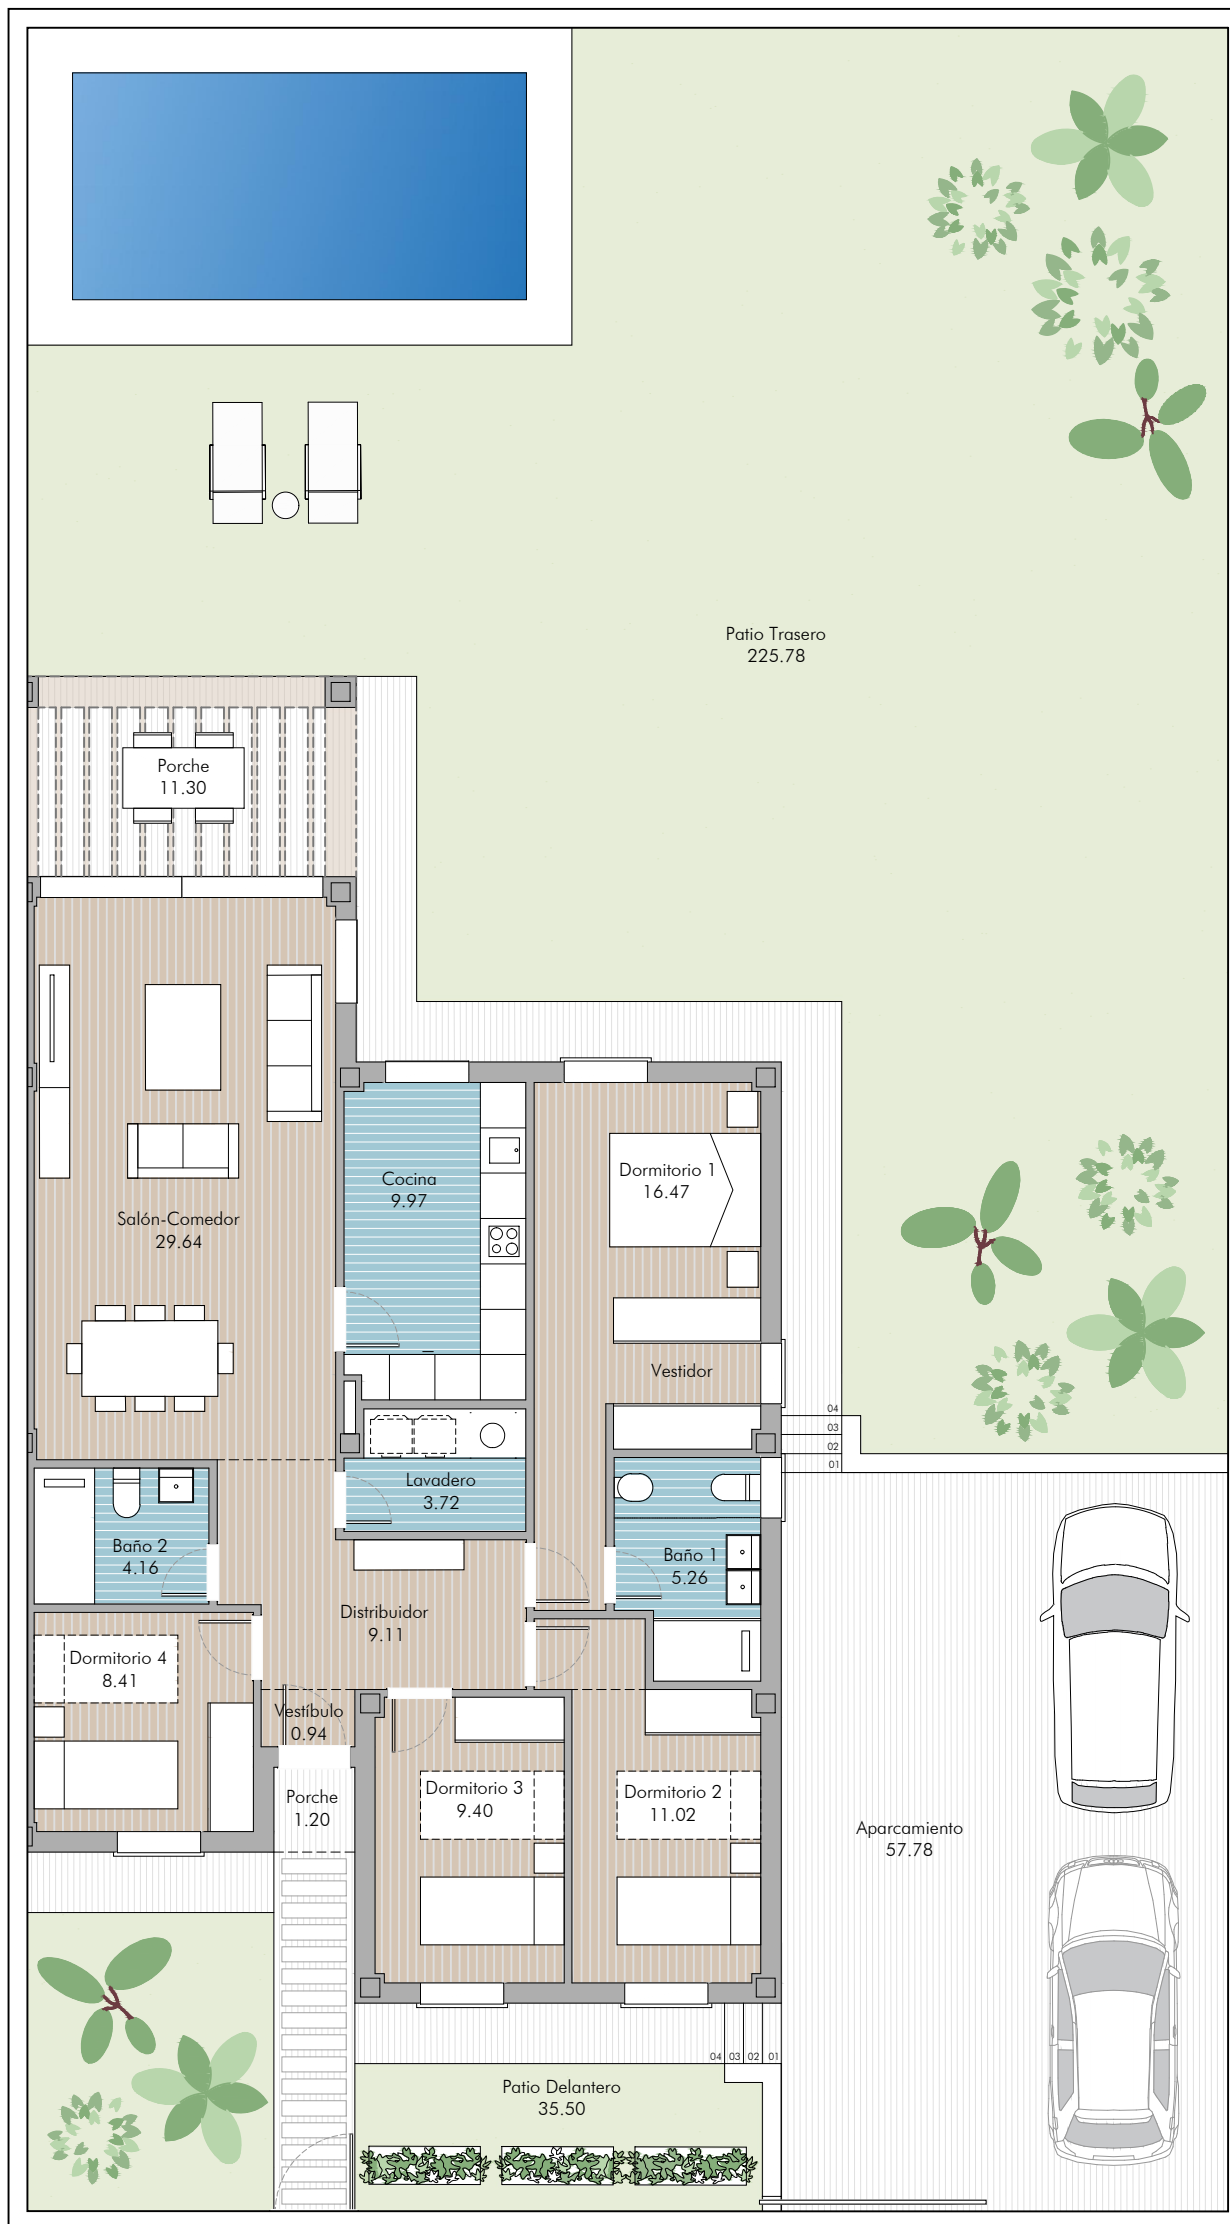 Patio Trasero
225.78
Porche
11.30
Cocina
9.97
Dormitorio 1
16.47
Salón-Comedor
29.64
Vestidor
04
03
02
01
Lavadero
3.72
Baño 2
4.16
Baño 1
5.26
Distribuidor
9.11
Dormitorio 4
8.41
Vestíbulo
0.94
Porche
1.20
Dormitorio 3
9.40
Dormitorio 2
11.02
Aparcamiento
57.78
04 03 02 01
Patio Delantero
35.50